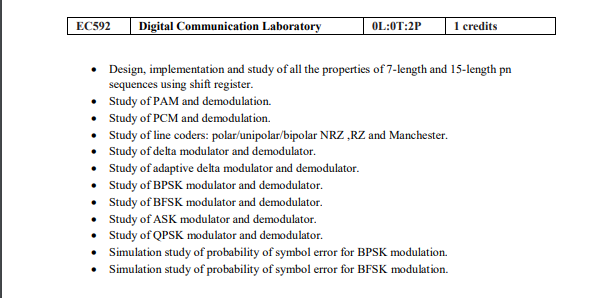 EC592 Digital Communication Laboratory 0L:0T:2P 1 credits
• Design, implementation and study of all the properties of 7-length and 15-length pn
sequences using shift register.
• Study of PAM and demodulation.
• Study of PCM and demodulation.
• Study of line coders: polar/unipolar/bipolar NRZ ,RZ and Manchester.
• Study of delta modulator and demodulator.
• Study of adaptive delta modulator and demodulator.
• Study of BPSK modulator and demodulator.
• Study of BFSK modulator and demodulator.
• Study of ASK modulator and demodulator.
• Study of QPSK modulator and demodulator.
• Simulation study of probability of symbol error for BPSK modulation.
• Simulation study of probability of symbol error for BFSK modulation.